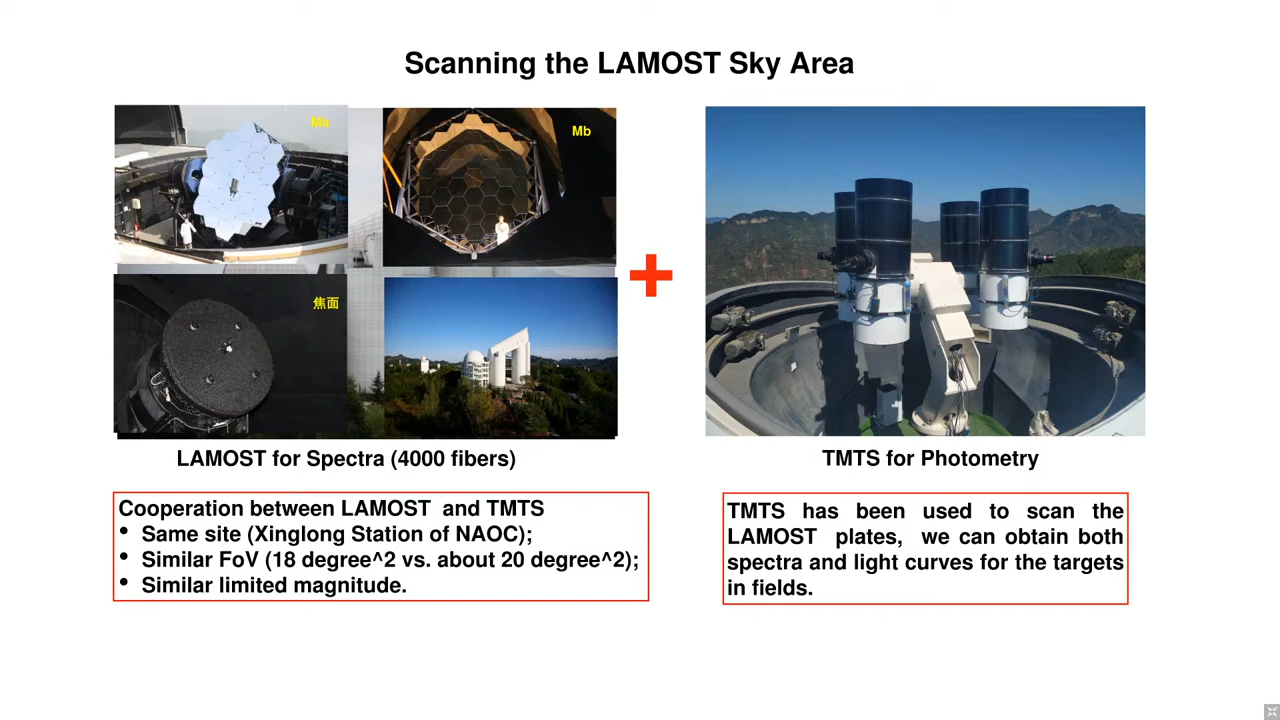 Scanning the LAMOST Sky Area
Ma
Mb
焦面
LAMOST for Spectra (4000 fibers)
TMTS for Photometry
Cooperation between LAMOST and TMTS
• Same site (Xinglong Station of NAOC);
• Similar FoV (18 degree^2 vs. about 20 degree^2);
• Similar limited magnitude.
TMTS has been used to scan the
LAMOST plates, we can obtain both
spectra and light curves for the targets
in fields.